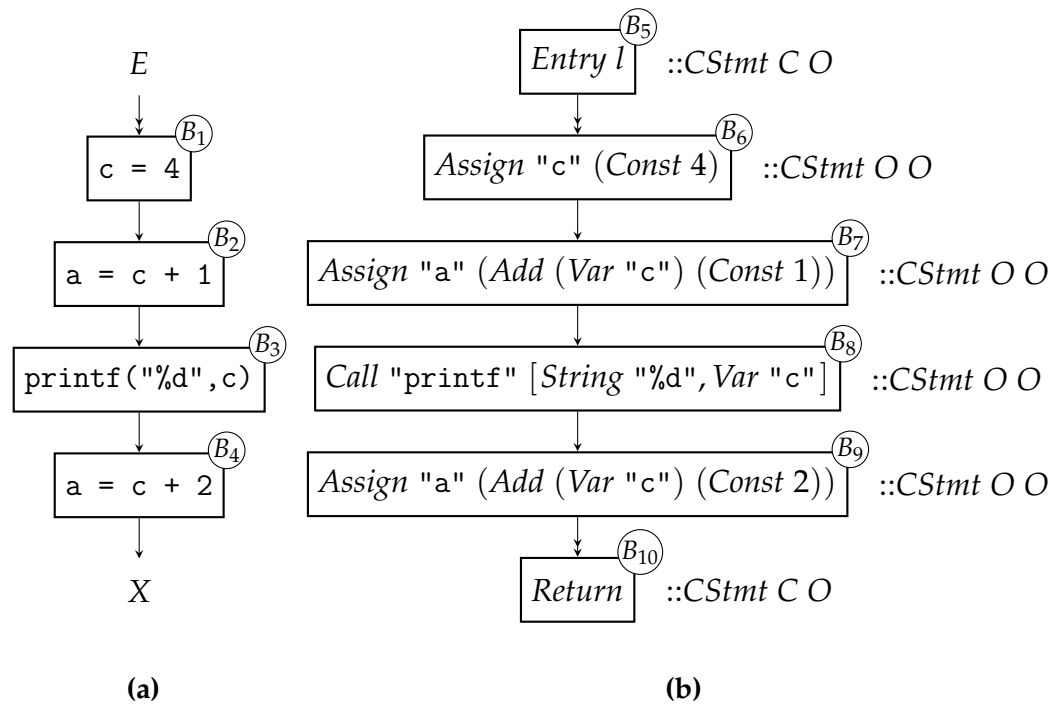 E
B1
c = 4
B2
a = c + 1
B3
printf("%d",c)
B4
a = c + 2
X
(a)
B5
Entry l ::CStmt C O
B6
Assign "c" (Const 4) ::CStmt O O
B7
Assign "a" (Add (Var "c") (Const 1)) ::CStmt O O
B8
Call "printf" [String "%d", Var "c"] ::CStmt O O
B9
Assign "a" (Add (Var "c") (Const 2)) ::CStmt O O
B10
Return ::CStmt C O
(b)